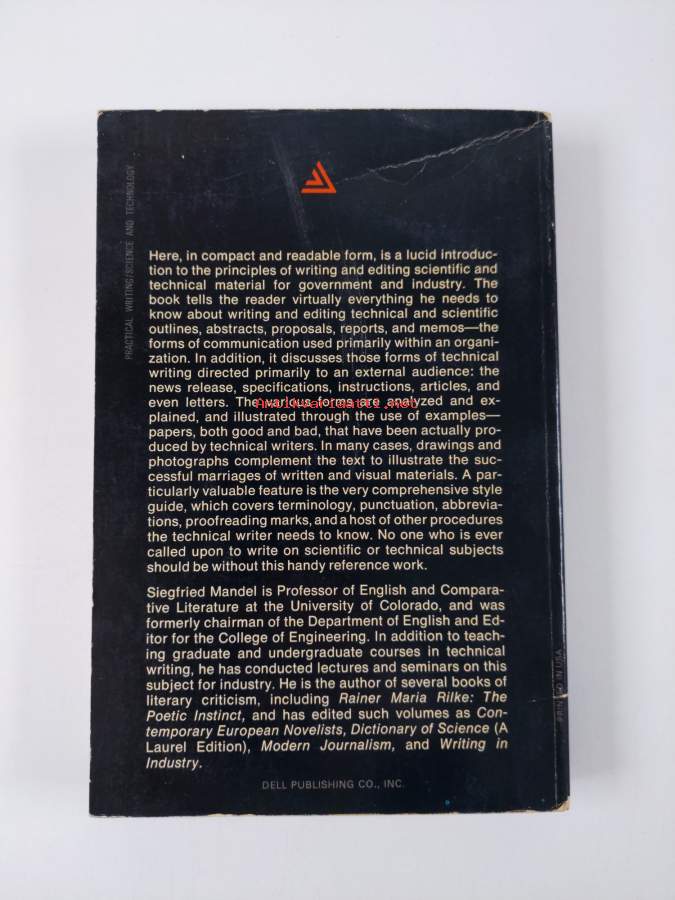 PRACTICAL WRITING/SCIENCE AND TECHNOLOGY
Here, in compact and readable form, is a lucid introduc-
tion to the principles of writing and editing scientific and
technical material for government and industry. The
book tells the reader virtually everything he needs to
know about writing and editing technical and scientific
outlines, abstracts, proposals, reports, and memos—the
forms of communication used primarily within an organi-
zation. In addition, it discusses those forms of technical
writing directed primarily to an external audience: the
news release, specifications, instructions, articles, and
even letters. The various forms are analyzed and ex-
Antikvariaatti.net
plained, and illustrated through the use of examples—
papers, both good and bad, that have been actually pro-
duced by technical writers. In many cases, drawings and
photographs complement the text to illustrate the suc-
cessful marriages of written and visual materials. A par-
ticularly valuable feature is the very comprehensive style
guide, which covers terminology, punctuation, abbrevia-
tions, proofreading marks, and a host of other procedures
the technical writer needs to know. No one who is ever
called upon to write on scientific or technical subjects
should be without this handy reference work.
Siegfried Mandel is Professor of English and Compara-
tive Literature at the University of Colorado, and was
formerly chairman of the Department of English and Ed-
itor for the College of Engineering. In addition to teach-
ing graduate and undergraduate courses in technical
writing, he has conducted lectures and seminars on this
subject for industry. He is the author of several books of
literary criticism, including Rainer Maria Rilke: The
Poetic Instinct, and has edited such volumes as Con-
temporary European Novelists, Dictionary of Science (A
Laurel Edition), Modern Journalism, and Writing in
Industry.
DELL PUBLISHING CO., INC.
IN USA